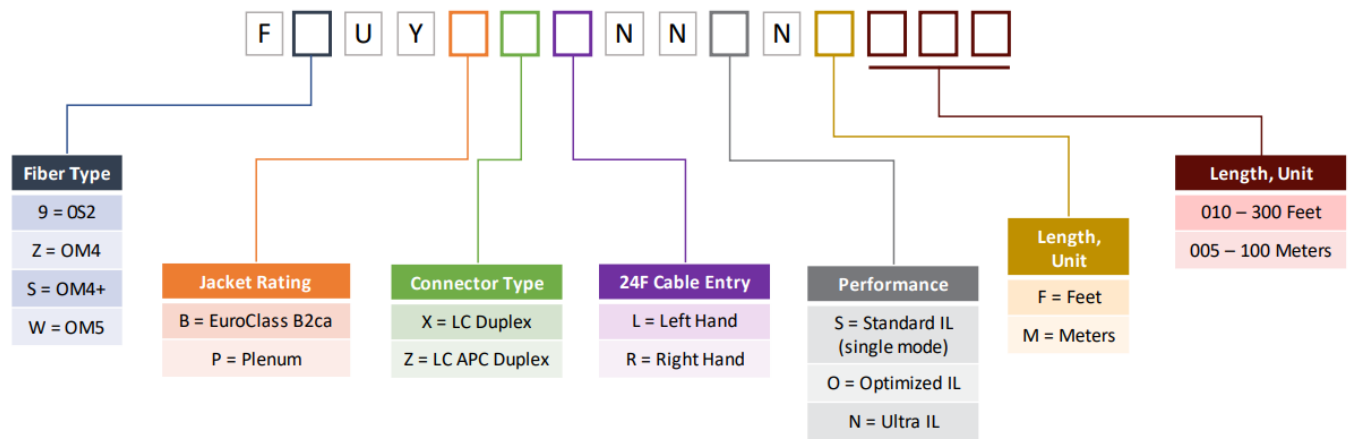 F U Y N N N
Fiber Type
9 = 0S2
Z = OM4
S = OM4+
W = OM5
Jacket Rating
B = EuroClass B2ca
P = Plenum
Connector Type
X = LC Duplex
Z = LC APC Duplex
24F Cable Entry
L = Left Hand
R = Right Hand
Performance
S = Standard IL
(single mode)
O = Optimized IL
N = Ultra IL
Length,
Unit
F = Feet
M = Meters
Length, Unit
010 – 300 Feet
005 – 100 Meters